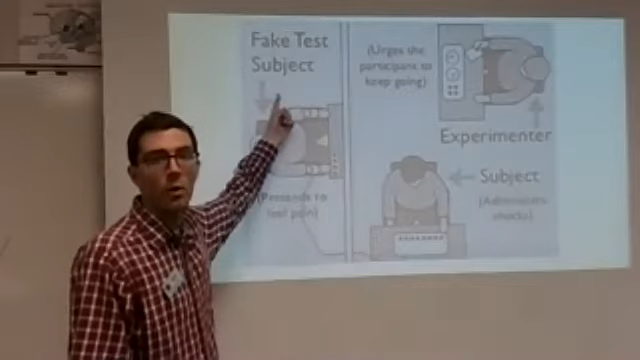 Fake Test
Subject
(Pretends to
feel pain)
(Urges the
participant to
keep going)
Experimenter
Subject
(Administers
shocks)